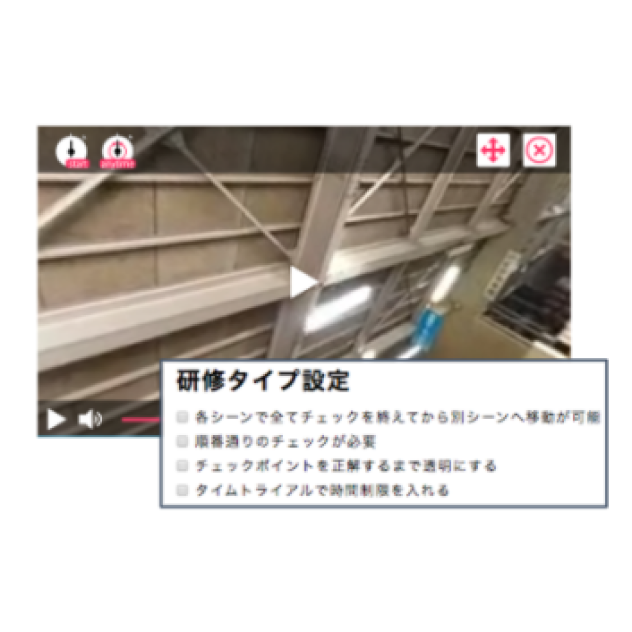 start
anytime
研修タイプ設定
各シーンで全てチェックを終えてから別シーンへ移動が可能
順番通りのチェックが必要
チェックポイントを正解するまで透明にする
タイムトライアルで時間制限を入れる